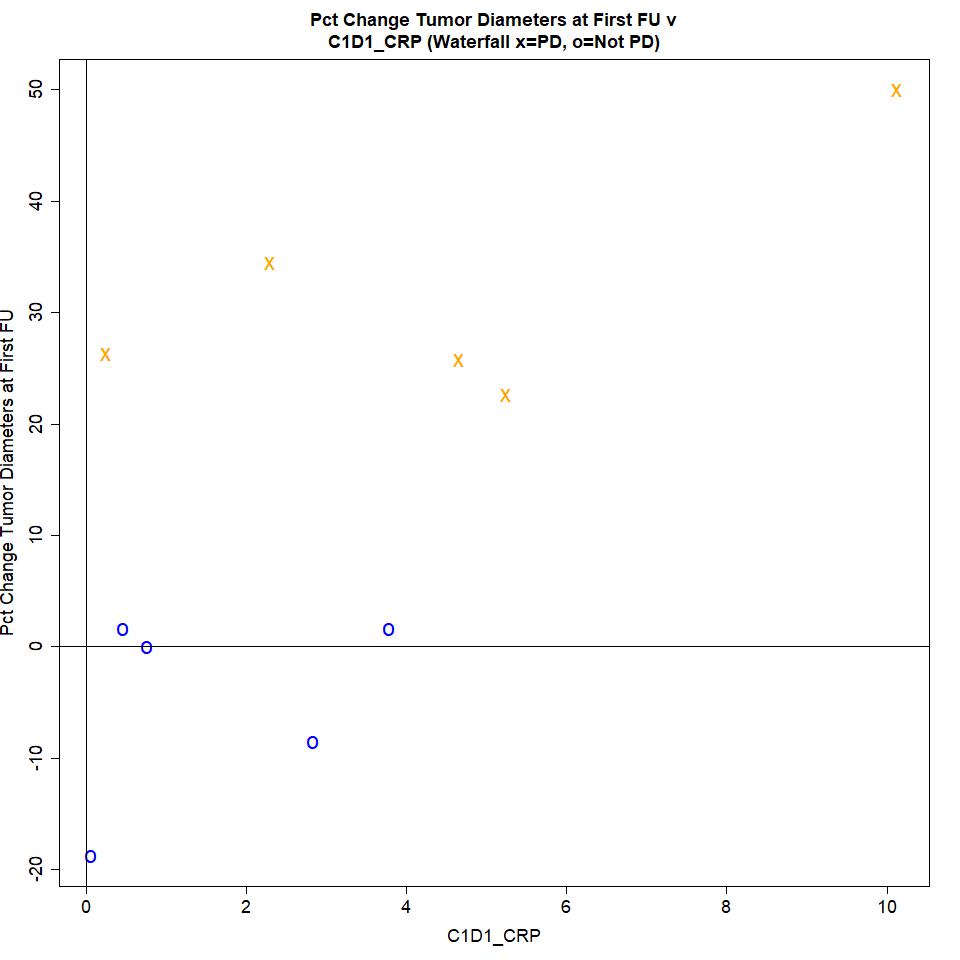 Pct Change Tumor Diameters at First FU v
C1D1_CRP (Waterfall x=PD, o=Not PD)
Pct Change Tumor Diameters at First FU
50
40
30
20
10
0
-10
-20
X
X
X
X
X
O
O
O
O
O
0 2 4 6 8 10
C1D1_CRP